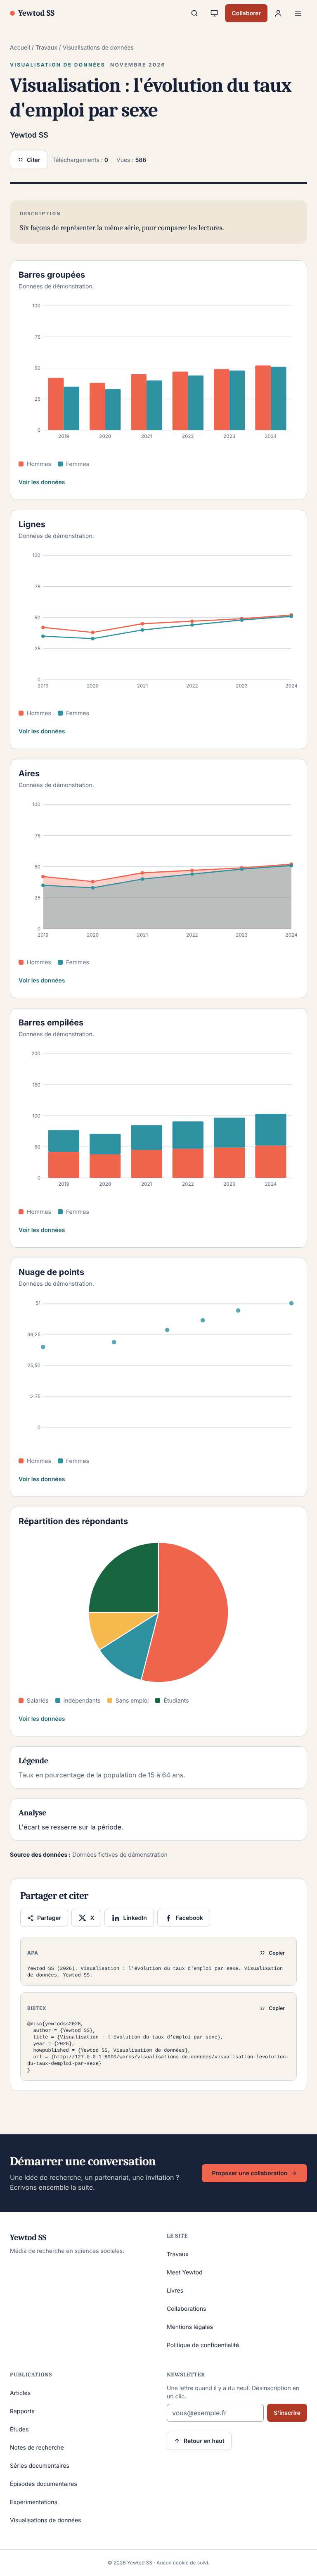 Yewtod SS
Collaborer
Accueil / Travaux / Visualisations de données
VISUALISATION DE DONNÉES NOVEMBRE 2026
Visualisation : l'évolution du taux
d'emploi par sexe
Yewtod SS
Citer
Téléchargements : 0
Vues : 588
DESCRIPTION
Six façons de représenter la même série, pour comparer les lectures.
Barres groupées
Données de démonstration.
100
75
50
25
0
2019 2020 2021 2022 2023 2024
Hommes Femmes
Voir les données
Lignes
Données de démonstration.
100
75
50
25
0
2019 2020 2021 2022 2023 2024
Hommes Femmes
Voir les données
Aires
Données de démonstration.
100
75
50
25
0
2019 2020 2021 2022 2023 2024
Hommes Femmes
Voir les données
Barres empilées
Données de démonstration.
200
150
100
50
0
2019 2020 2021 2022 2023 2024
Hommes Femmes
Voir les données
Nuage de points
Données de démonstration.
51
38,25
25,50
12,75
0
Hommes Femmes
Voir les données
Répartition des répondants
Salariés Indépendants Sans emploi Étudiants
Voir les données
Légende
Taux en pourcentage de la population de 15 à 64 ans.
Analyse
L'écart se resserre sur la période.
Source des données : Données fictives de démonstration
Partager et citer
Partager X LinkedIn Facebook
APA
Copier
Yewtod SS (2026). Visualisation : l'évolution du taux d'emploi par sexe. Visualisation
de données, Yewtod SS.
BIBTEX
Copier
@misc{yewtodss2026,
author = {Yewtod SS},
title = {Visualisation : l'évolution du taux d'emploi par sexe},
year = {2026},
howpublished = {Yewtod SS, Visualisation de données},
url = {http://127.0.0.1:8000/works/visualisations-de-donnees/visualisation-levolution-
du-taux-demploi-par-sexe}
}
Démarrer une conversation
Une idée de recherche, un partenariat, une invitation ?
Écrivons ensemble la suite.
Proposer une collaboration
Yewtod SS
Média de recherche en sciences sociales.
LE SITE
Travaux
Meet Yewtod
Livres
Collaborations
Mentions légales
Politique de confidentialité
PUBLICATIONS
Articles
Rapports
Études
Notes de recherche
Séries documentaires
Épisodes documentaires
Expérimentations
Visualisations de données
NEWSLETTER
Une lettre quand il y a du neuf. Désinscription en
un clic.
vous@exemple.fr
S'inscrire
Retour en haut
© 2026 Yewtod SS · Aucun cookie de suivi.